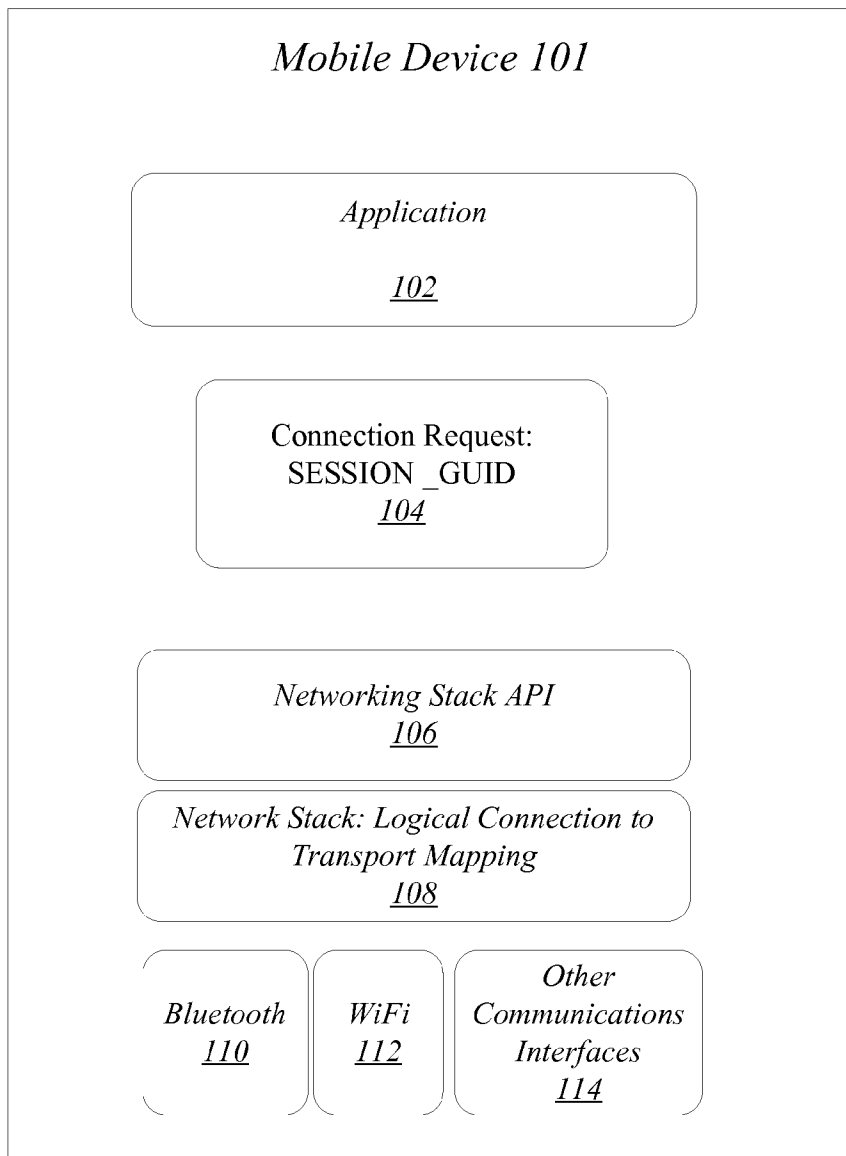 Mobile Device 101
Application
102
Connection Request:
SESSION _GUID
104
Networking Stack API
106
Network Stack: Logical Connection to
Transport Mapping
108
Bluetooth
110
WiFi
112
Other
Communications
Interfaces
114